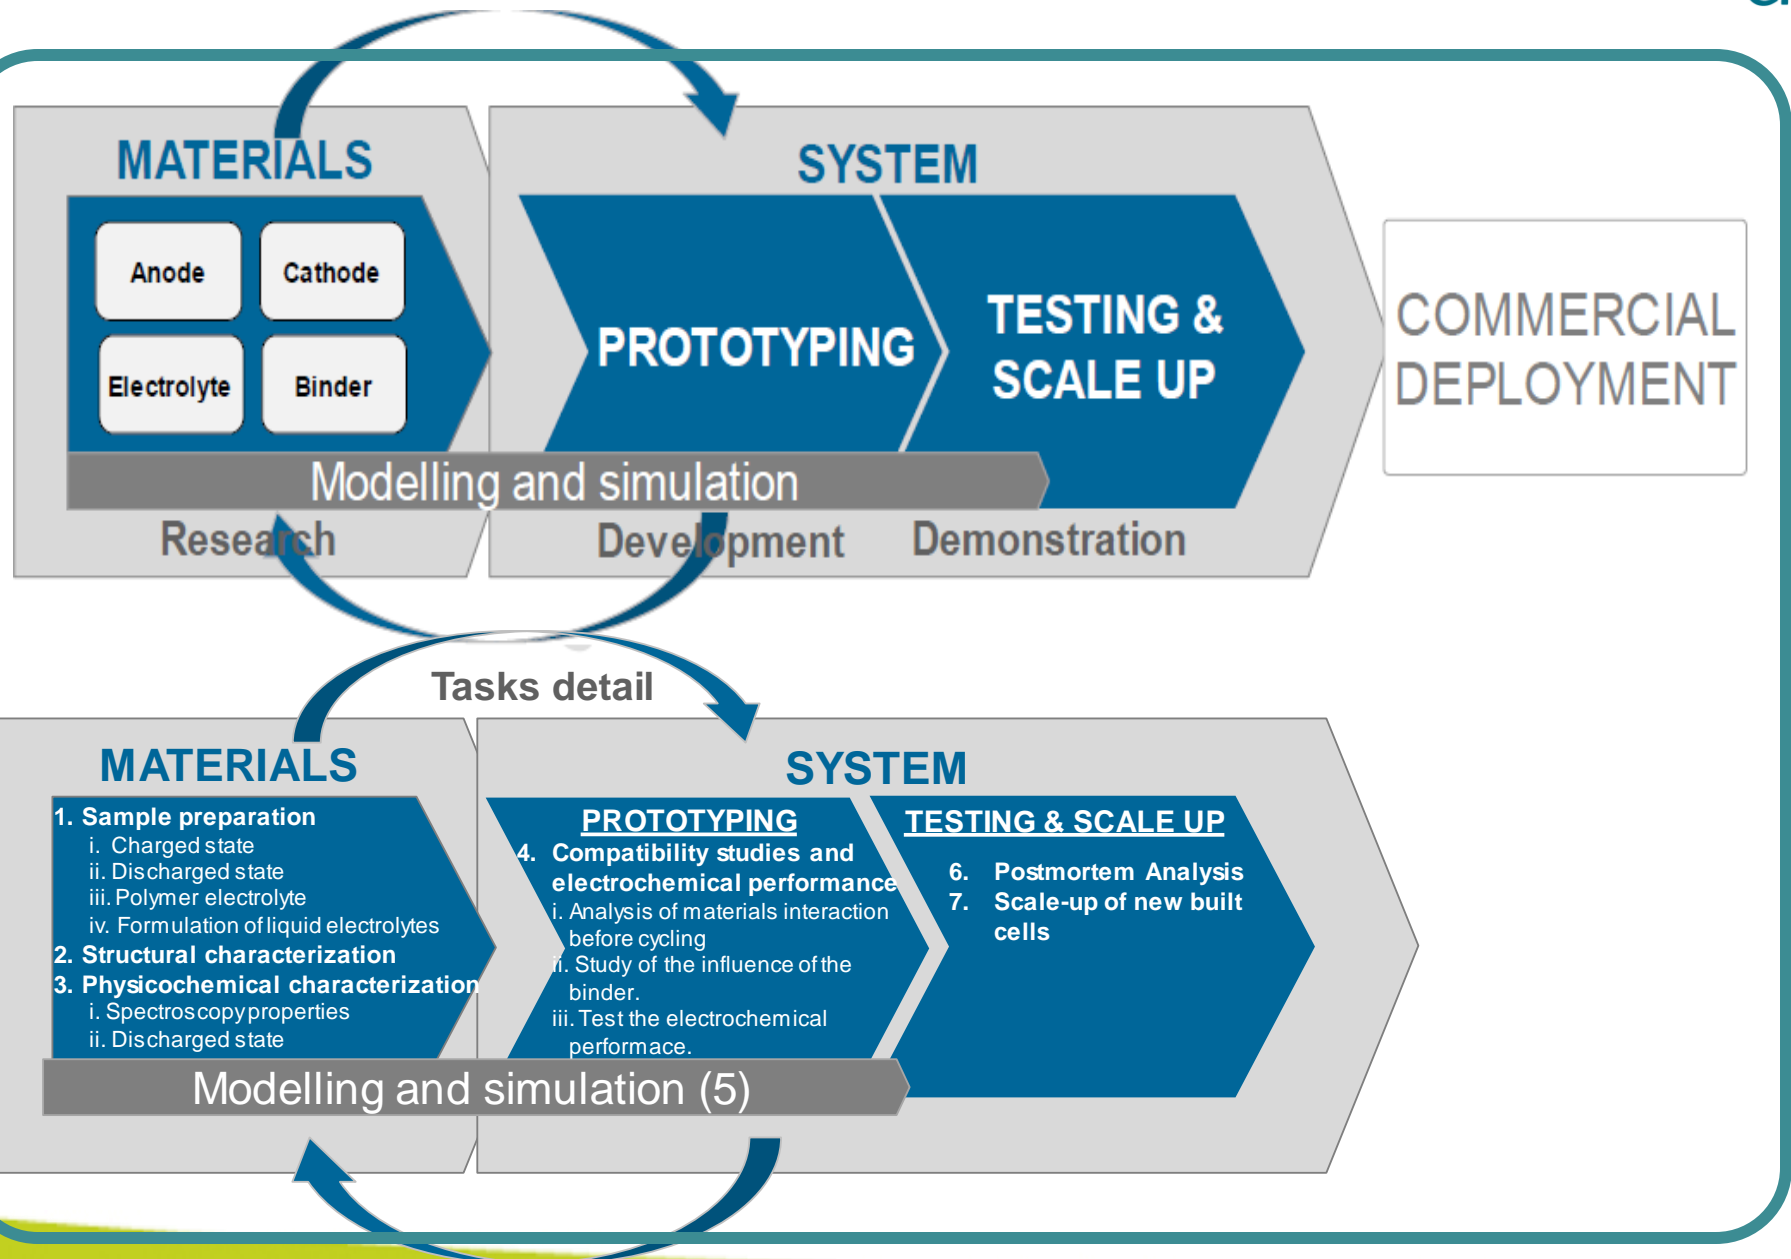 MATERIALS
SYSTEM
Anode
Cathode
Electrolyte
Binder
PROTOTYPING
TESTING &
SCALE UP
COMMERCIAL
DEPLOYMENT
Modelling and simulation
Research
Development
Demonstration
Tasks detail
MATERIALS
SYSTEM
1. Sample preparation
i. Charged state
ii. Discharged state
iii. Polymer electrolyte
iv. Formulation of liquid electrolytes
2. Structural characterization
3. Physicochemical characterization
i. Spectroscopy properties
ii. Discharged state
PROTOTYPING
4. Compatibility studies and
electrochemical performance
i. Analysis of materials interaction
before cycling
ii. Study of the influence of the
binder.
iii. Test the electrochemical
performace.
TESTING & SCALE UP
6. Postmortem Analysis
7. Scale-up of new built
cells
Modelling and simulation (5)